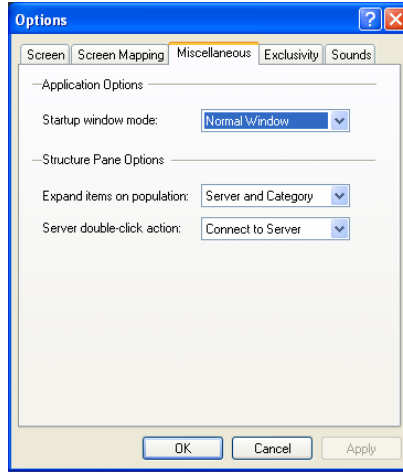 Options
Screen Screen Mapping Miscellaneous Exclusivity Sounds
Application Options
Startup window mode: Normal Window
Structure Pane Options
Expand items on population: Server and Category
Server double-click action: Connect to Server
OK Cancel Apply